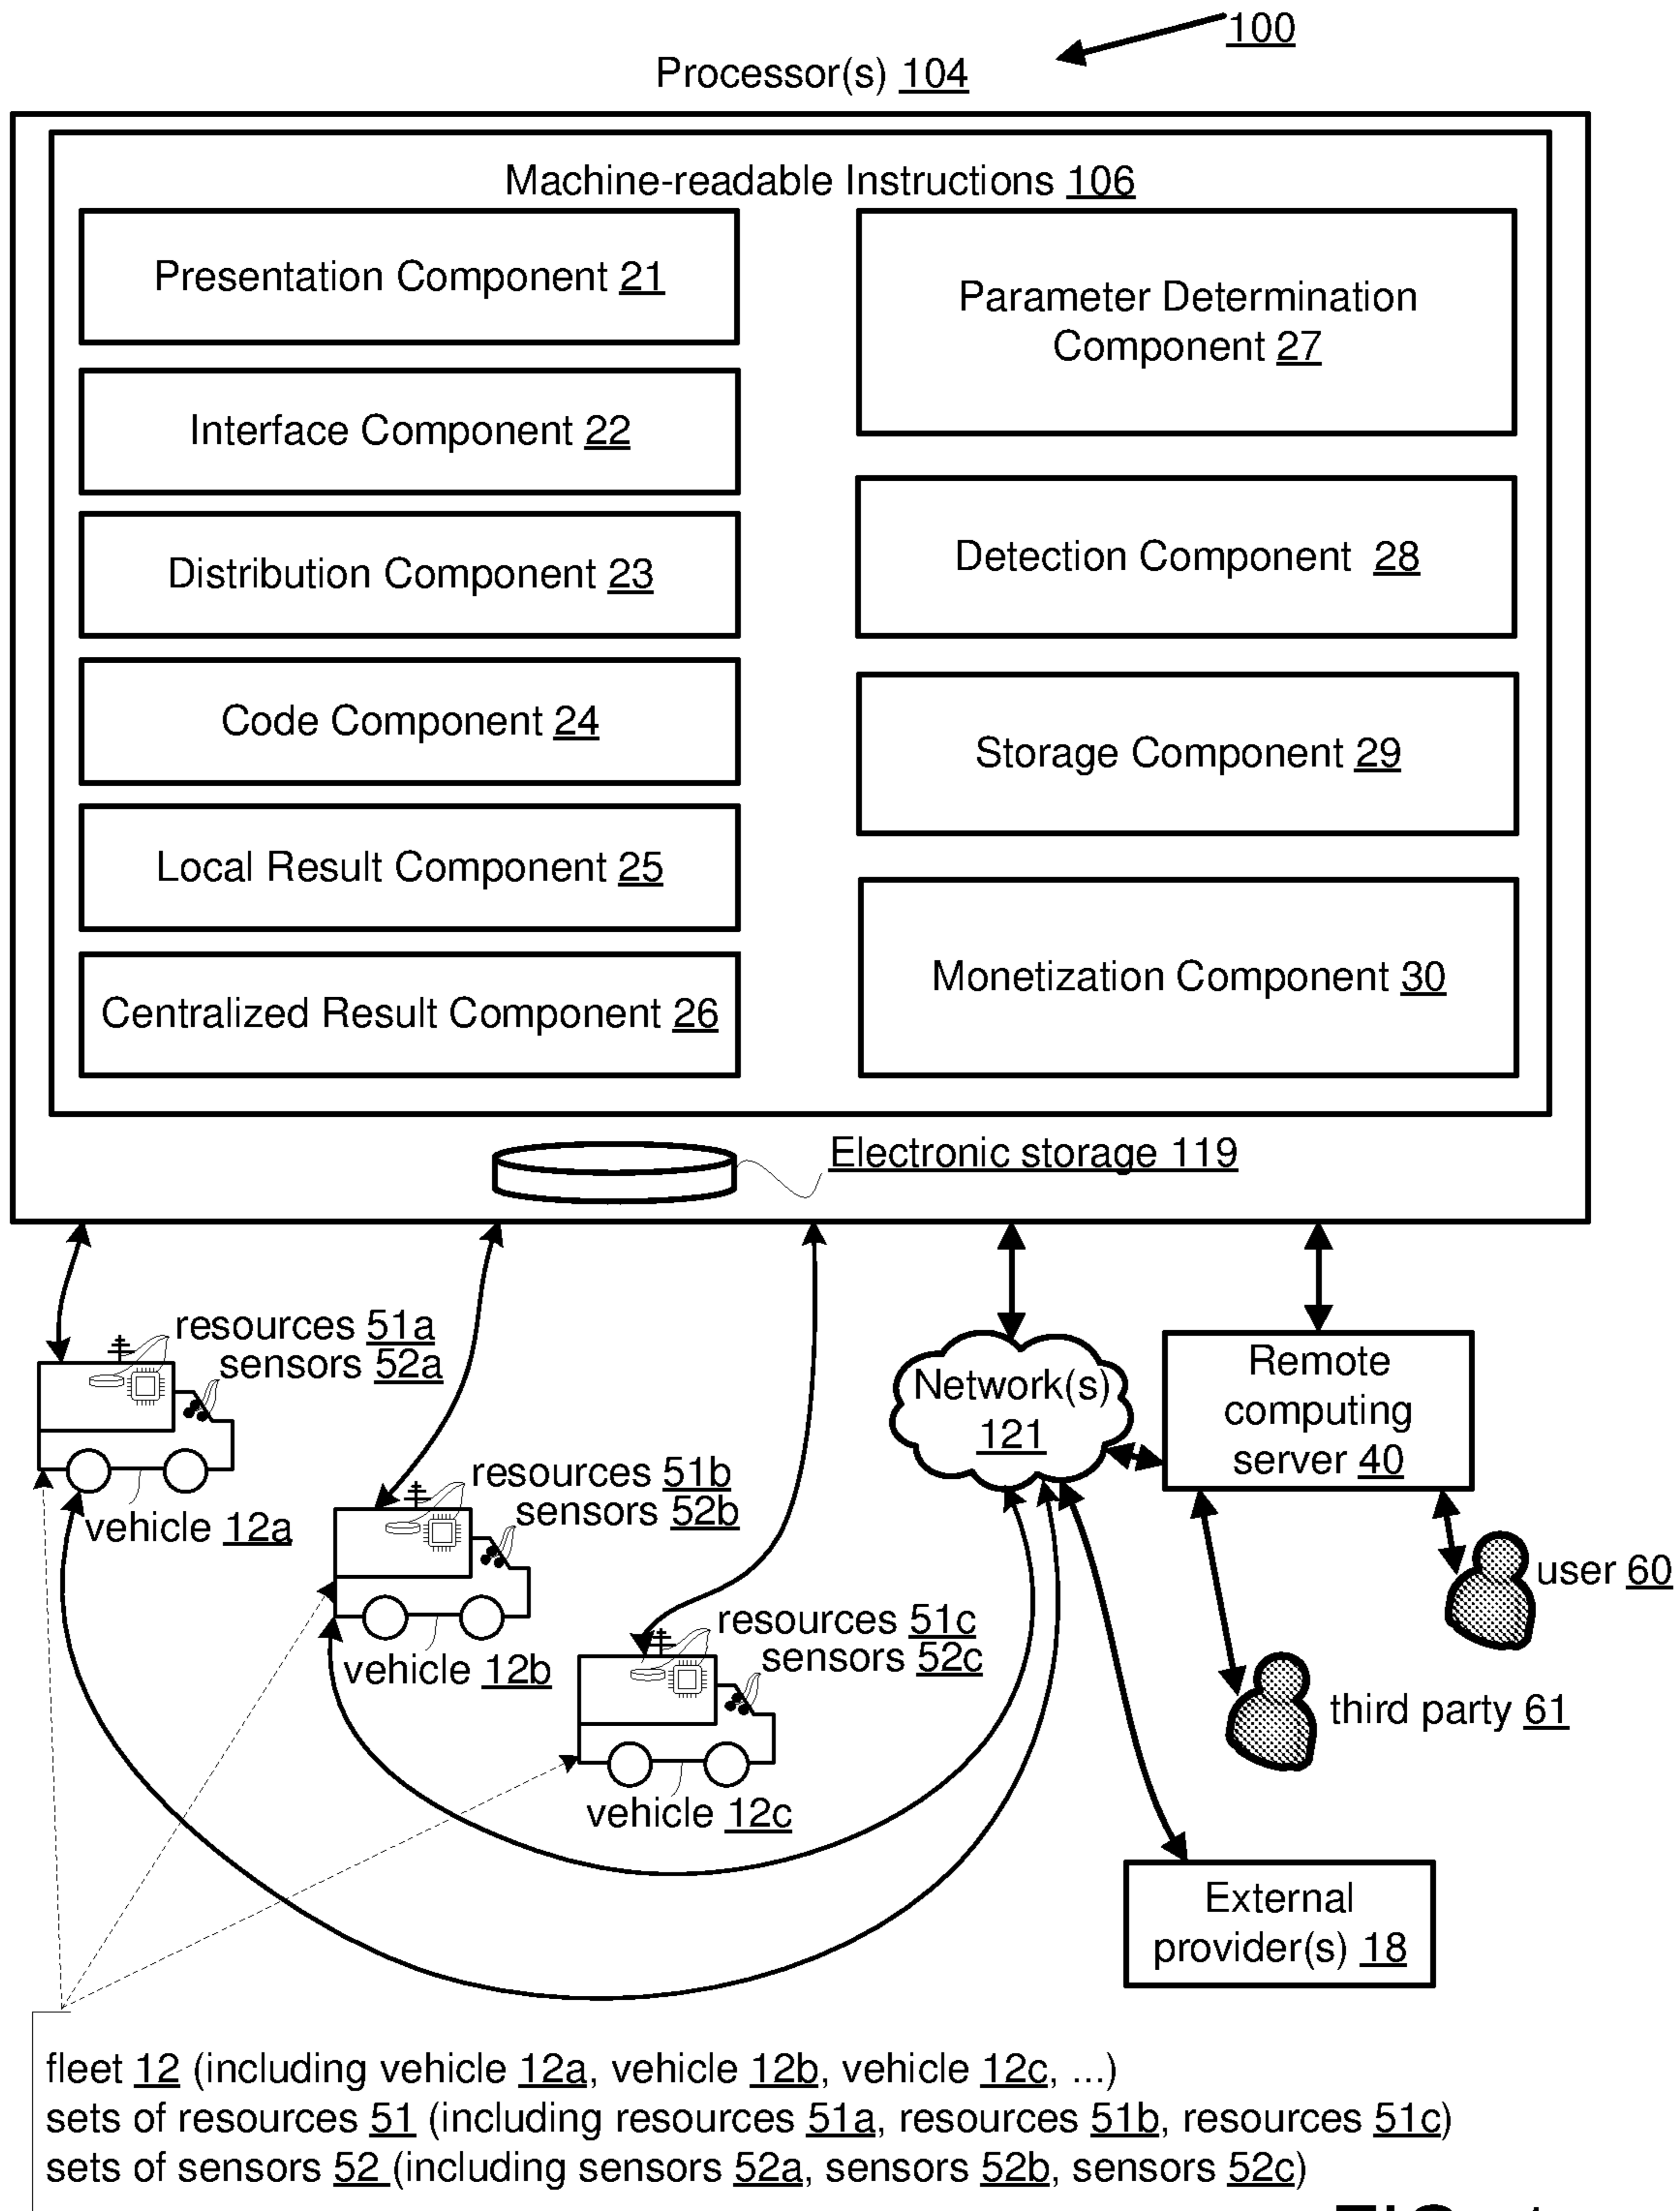 100
Processor(s) 104
Machine-readable Instructions 106
Presentation Component 21
Interface Component 22
Distribution Component 23
Code Component 24
Local Result Component 25
Centralized Result Component 26
Parameter Determination
Component 27
Detection Component 28
Storage Component 29
Monetization Component 30
Electronic storage 119
resources 51a
sensors 52a
vehicle 12a
resources 51b
sensors 52b
vehicle 12b
resources 51c
sensors 52c
vehicle 12c
Network(s)
121
Remote
computing
server 40
user 60
third party 61
External
provider(s) 18
fleet 12 (including vehicle 12a, vehicle 12b, vehicle 12c, ...)
sets of resources 51 (including resources 51a, resources 51b, resources 51c)
sets of sensors 52 (including sensors 52a, sensors 52b, sensors 52c)